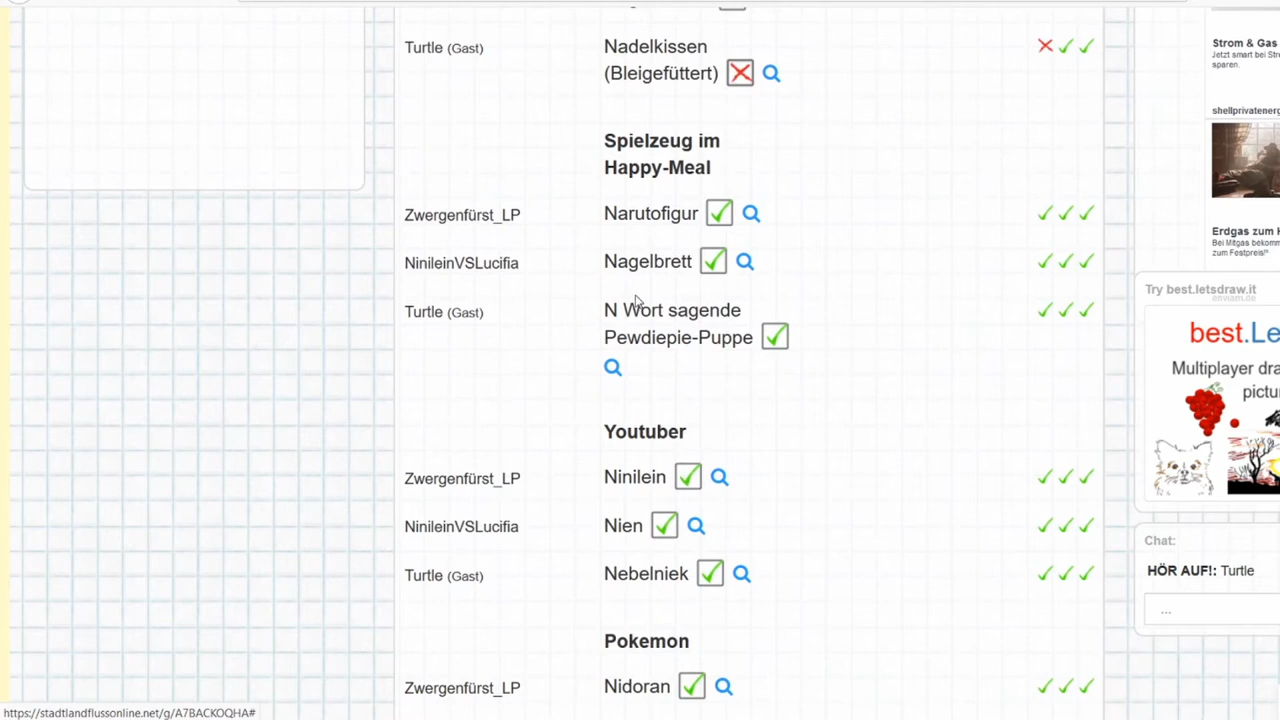 Turtle (Gast)
Nadelkissen
(Bleigefüttert)
Spielzeug im
Happy-Meal
Zwergenfürst_LP
Narutofigur
NinileinVSLucifia
Nagelbrett
Turtle (Gast)
N Wort sagende
Pewdiepie-Puppe
Youtuber
Zwergenfürst_LP
Ninilein
NinileinVSLucifia
Nien
Turtle (Gast)
Nebelniek
Pokemon
Zwergenfürst_LP
Nidoran
Strom & Gas
Jetzt smart bei Str
sparen.
shellprivatenerg
Erdgas zum
Bei Mitgas bekomm
zum Festpreis!*
enviam.de
Try best.letsdraw.it
best.Le
Multiplayer dra
pictu
Chat:
HÖR AUF!: Turtle
...
https://stadtlandflussonline.net/g/A7BACKOQHA#